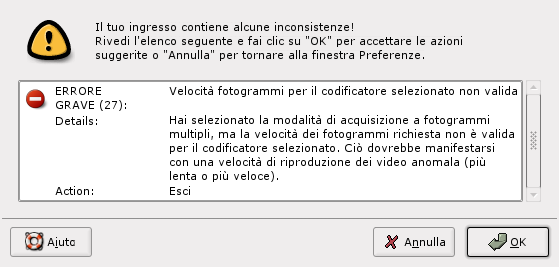 Il tuo ingresso contiene alcune inconsistenze!
Rivedi l'elenco seguente e fai clic su "OK" per accettare le azioni
suggerite o "Annulla" per tornare alla finestra Preferenze.
ERRORE GRAVE (27): Velocità fotogrammi per il codificatore selezionato non valida
Details: Hai selezionato la modalità di acquisizione a fotogrammi
multipli, ma la velocità dei fotogrammi richiesta non è valida
per il codificatore selezionato. Ciò dovrebbe manifestarsi
con una velocità di riproduzione dei video anomala (più
lenta o più veloce).
Action: Esci
Aiuto Annulla OK